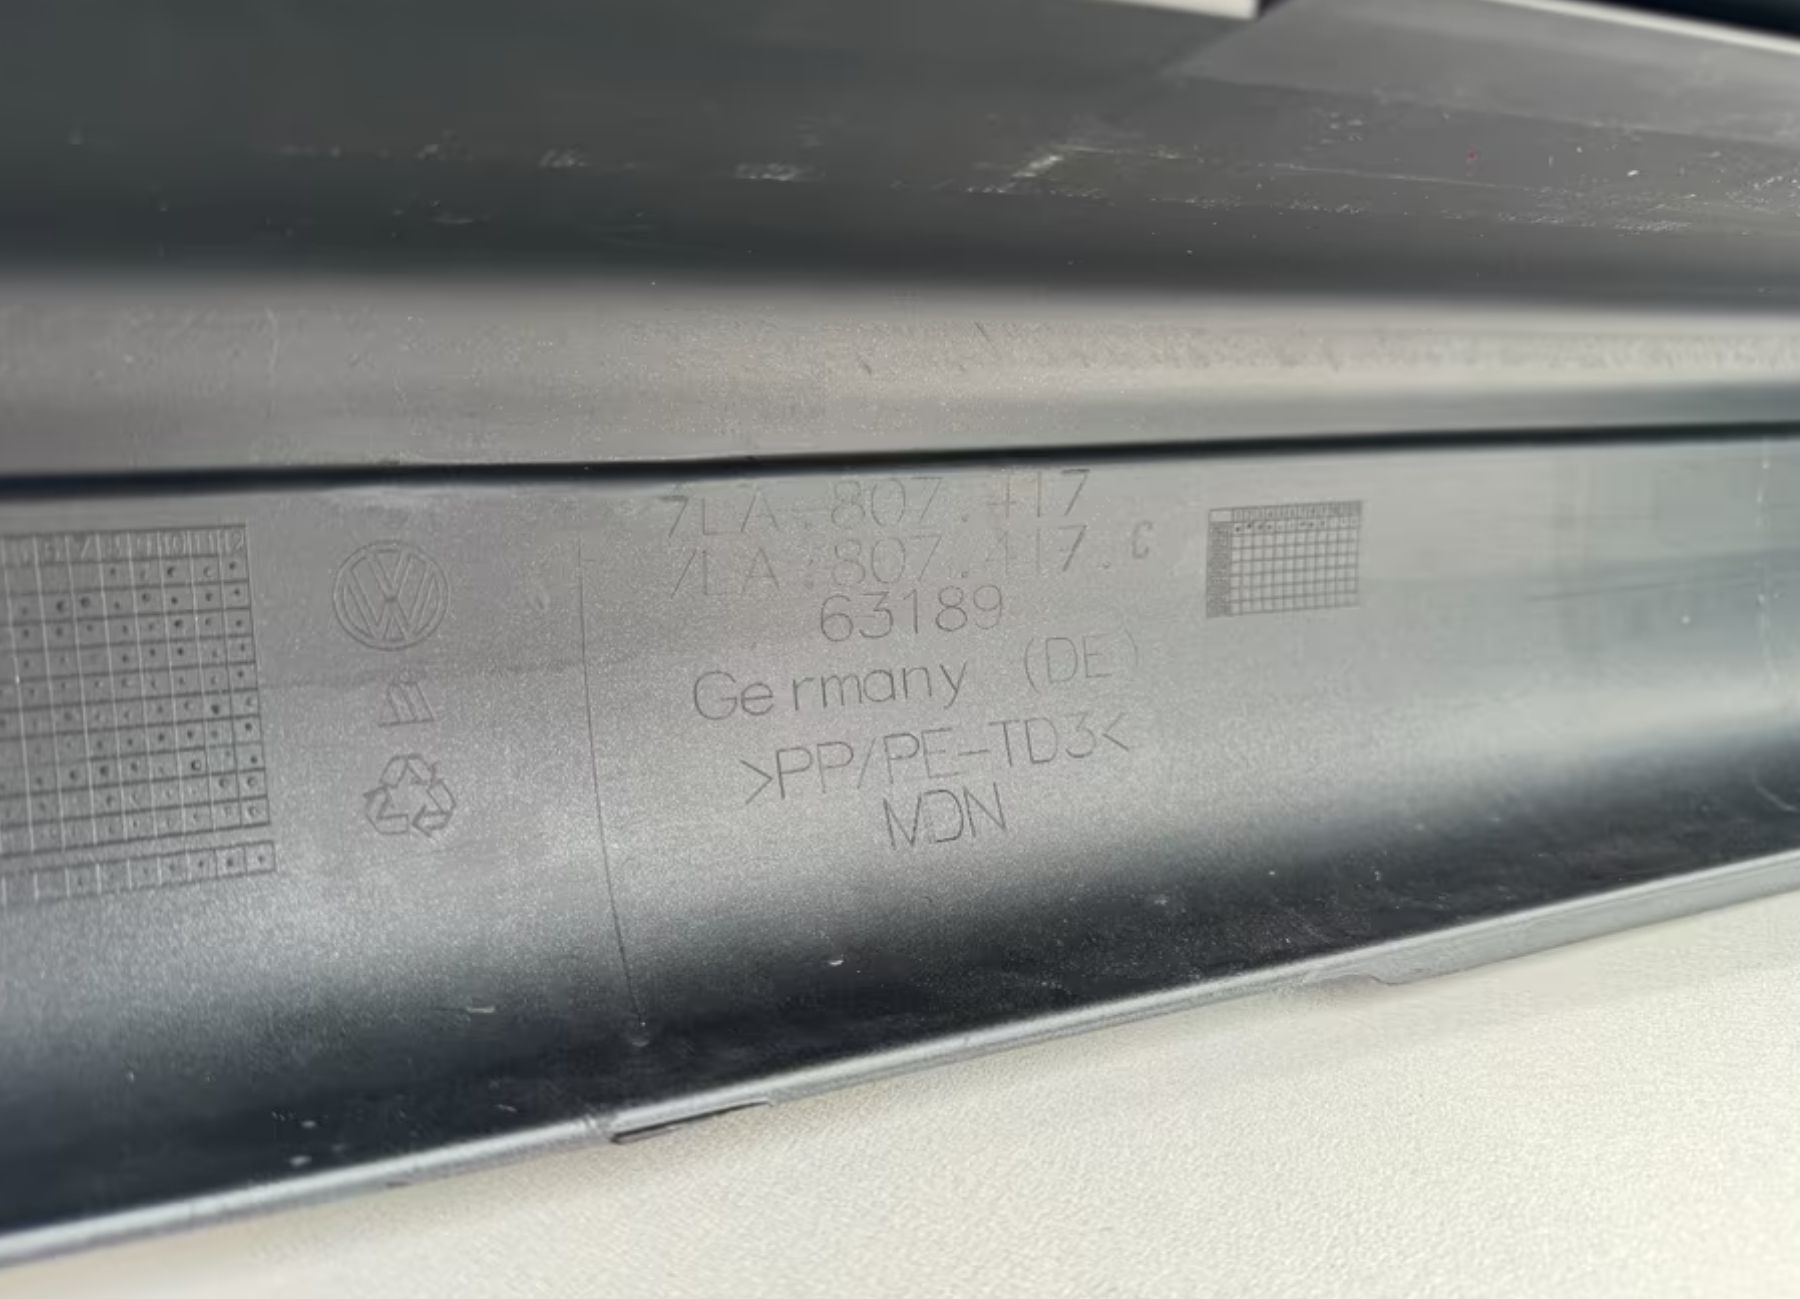 7LA.807.417
7LA.807.417.C
63189
Germany (DE)
>PP/PE-TD3<
MDN